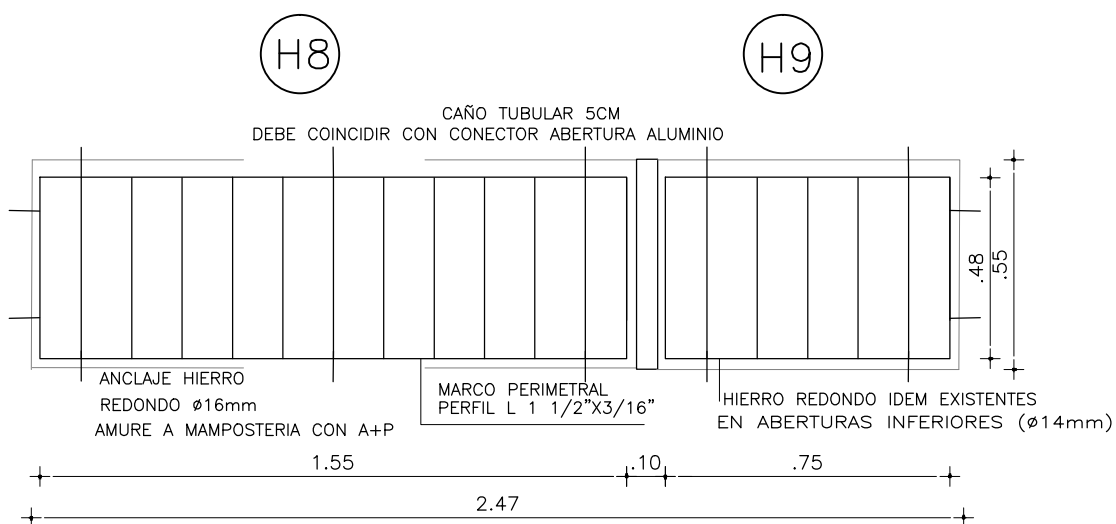 H8
H9
CAÑO TUBULAR 5CM
DEBE COINCIDIR CON CONECTOR ABERTURA ALUMINIO
.48
.55
ANCLAJE HIERRO
REDONDO ø16mm
AMURE A MAMPOSTERIA CON A+P
MARCO PERIMETRAL
PERFIL L 1 1/2”X3/16”
HIERRO REDONDO IDEM EXISTENTES
EN ABERTURAS INFERIORES (ø14mm)
1.55
.10
.75
2.47